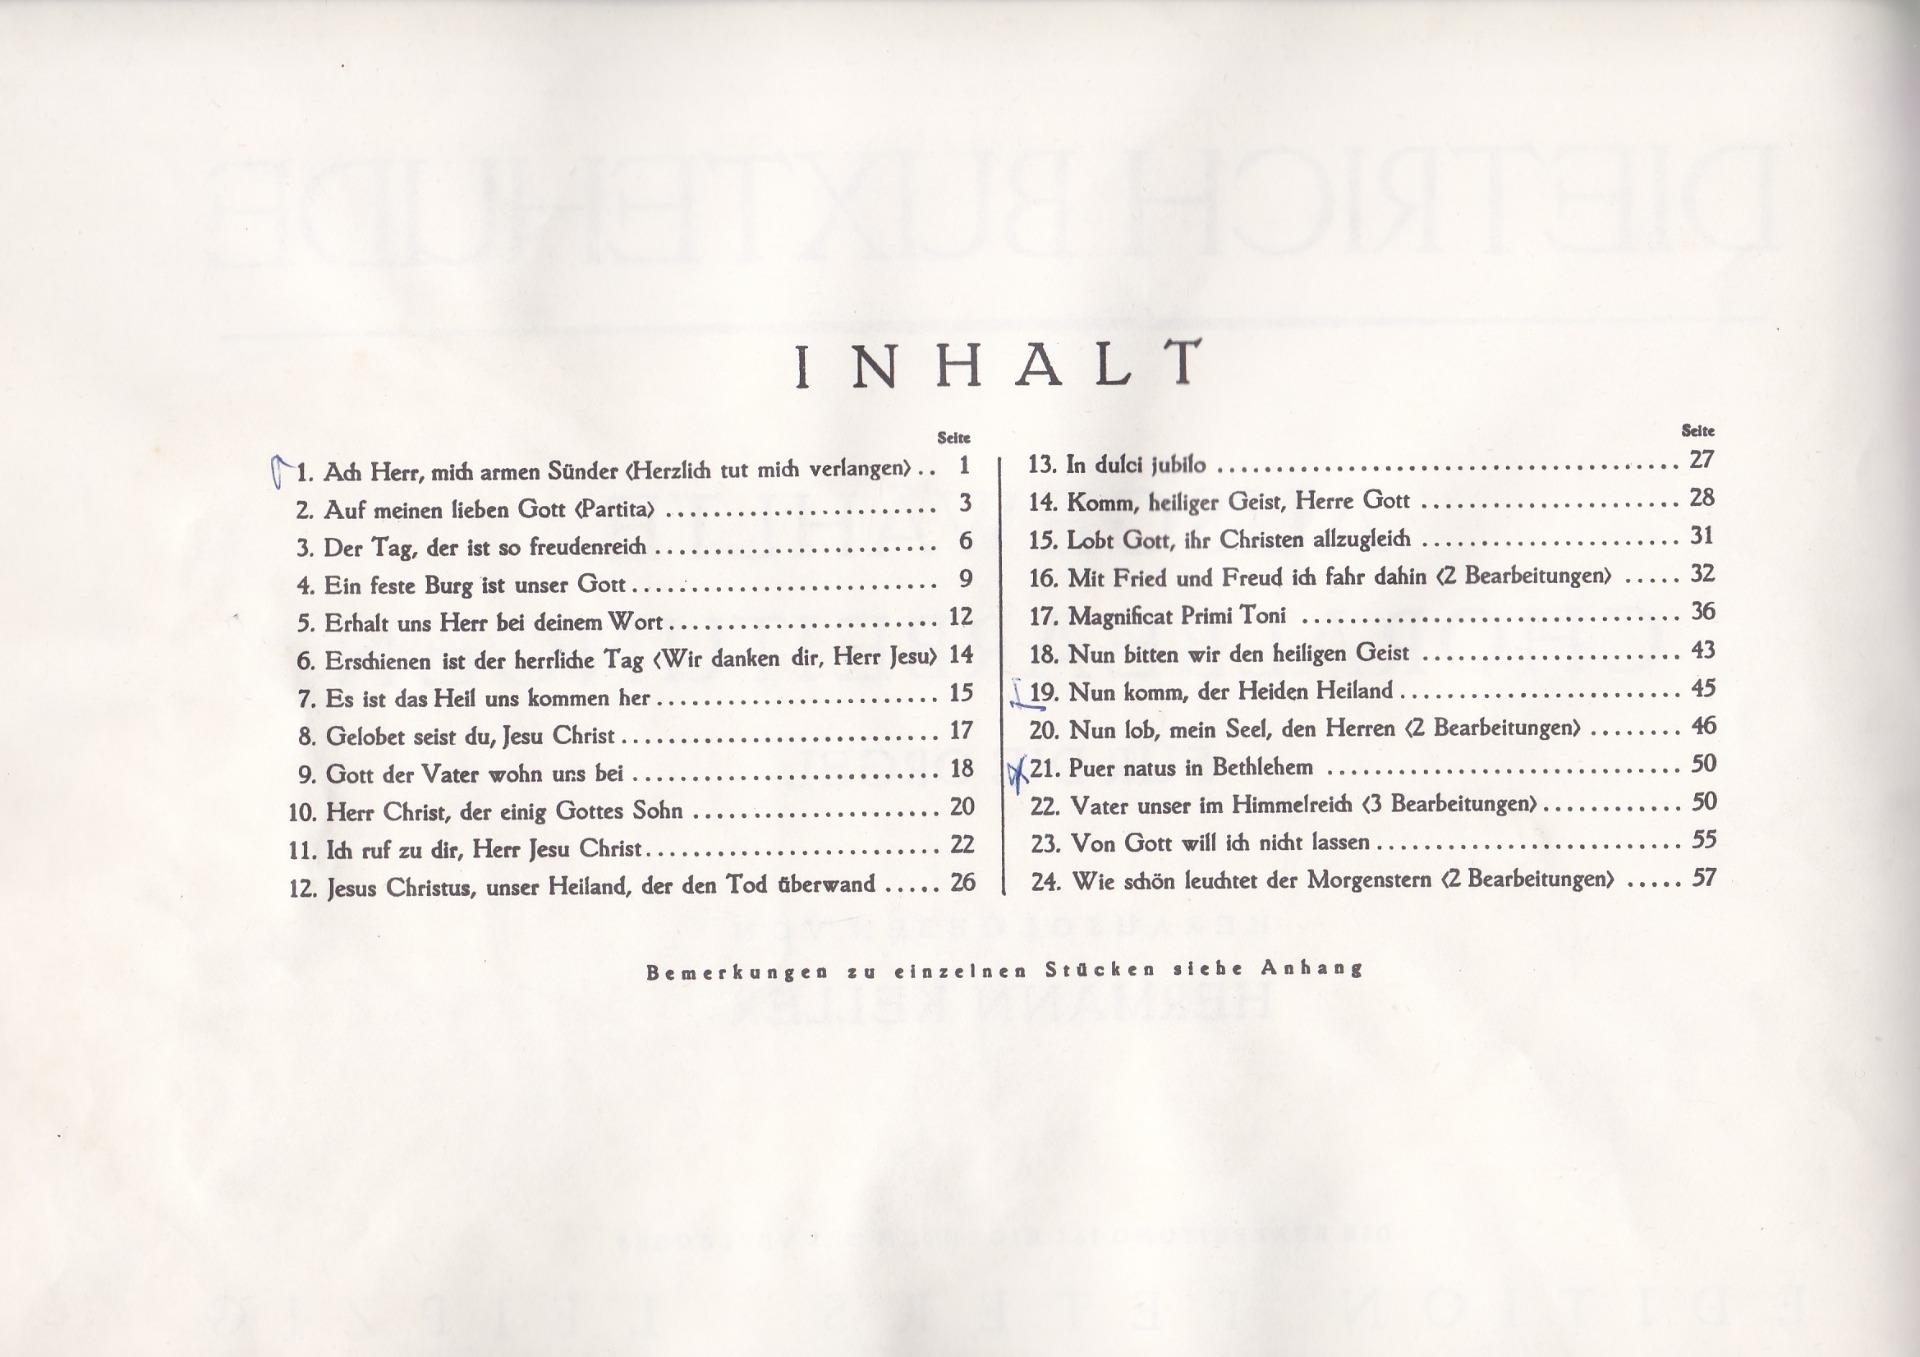 INHALT
Seite
1. Ach Herr, mich armen Sünder (Herzlich tut mich verlangen) .. 1
2. Auf meinen lieben Gott (Partita) ........................ 3
3. Der Tag, der ist so freudenreich ......................... 6
4. Ein feste Burg ist unser Gott ........................... 9
5. Erhalt uns Herr bei deinem Wort ........................ 12
6. Erschienen ist der herrliche Tag (Wir danken dir, Herr Jesu) 14
7. Es ist das Heil uns kommen her ......................... 15
8. Gelobet seist du, Jesu Christ ............................ 17
9. Gott der Vater wohn uns bei ........................... 18
10. Herr Christ, der einig Gottes Sohn ...................... 20
11. Ich ruf zu dir, Herr Jesu Christ .......................... 22
12. Jesus Christus, unser Heiland, der den Tod überwand ..... 26
Seite
13. In dulci jubilo ......................................... 27
14. Komm, heiliger Geist, Herre Gott ....................... 28
15. Lobt Gott, ihr Christen allzugleich ....................... 31
16. Mit Fried und Freud ich fahr dahin (2 Bearbeitungen) ..... 32
17. Magnificat Primi Toni .................................. 36
18. Nun bitten wir den heiligen Geist ....................... 43
19. Nun komm, der Heiden Heiland ......................... 45
20. Nun lob, mein Seel, den Herren (2 Bearbeitungen) ........ 46
21. Puer natus in Bethlehem ............................... 50
22. Vater unser im Himmelreich (3 Bearbeitungen) ............ 50
23. Von Gott will ich nicht lassen ........................... 55
24. Wie schön leuchtet der Morgenstern (2 Bearbeitungen) ..... 57
Bemerkungen zu einzelnen Stücken siehe Anhang